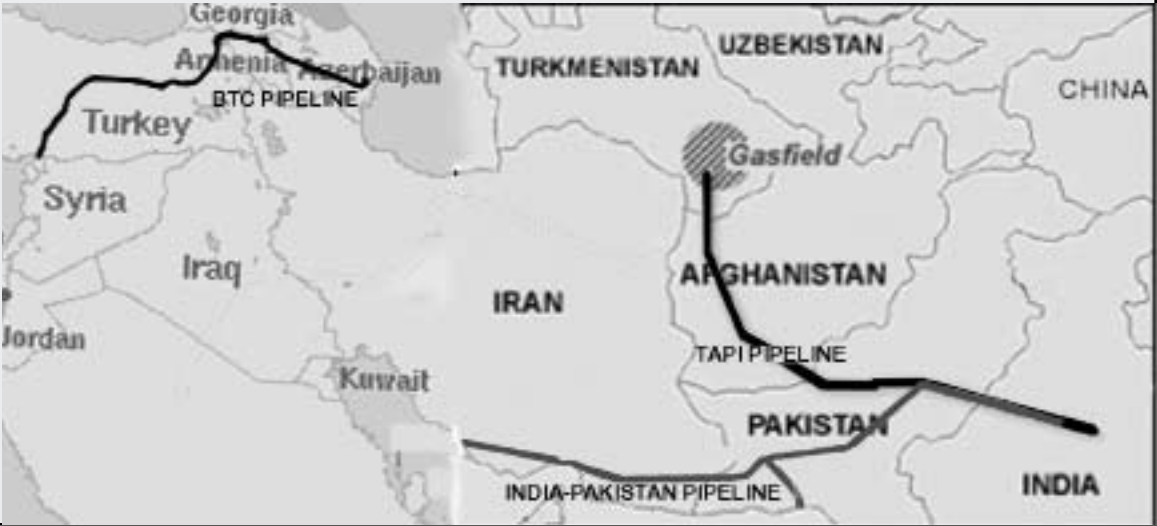 Georgia
UZBEKISTAN
Armenia
Azerbaijan
TURKMENISTAN
CHINA
BTC PIPELINE
Turkey
Gasfield
Syria
Iraq
AFGHANISTAN
IRAN
Jordan
TAPI PIPELINE
Kuwait
PAKISTAN
INDIA-PAKISTAN PIPELINE
INDIA